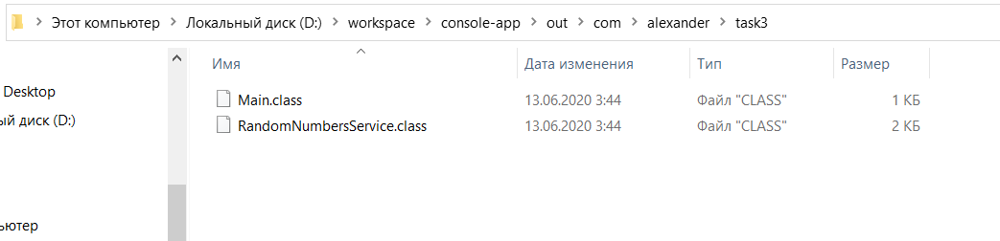 Этот компьютер Локальный диск (D:) workspace console-app out com alexander task3
Имя Дата изменения Тип Размер
Desktop
ый диск (D:)
Main.class 13.06.2020 3:44 Файл "CLASS" 1 КБ
RandomNumbersService.class 13.06.2020 3:44 Файл "CLASS" 2 КБ
ьютер